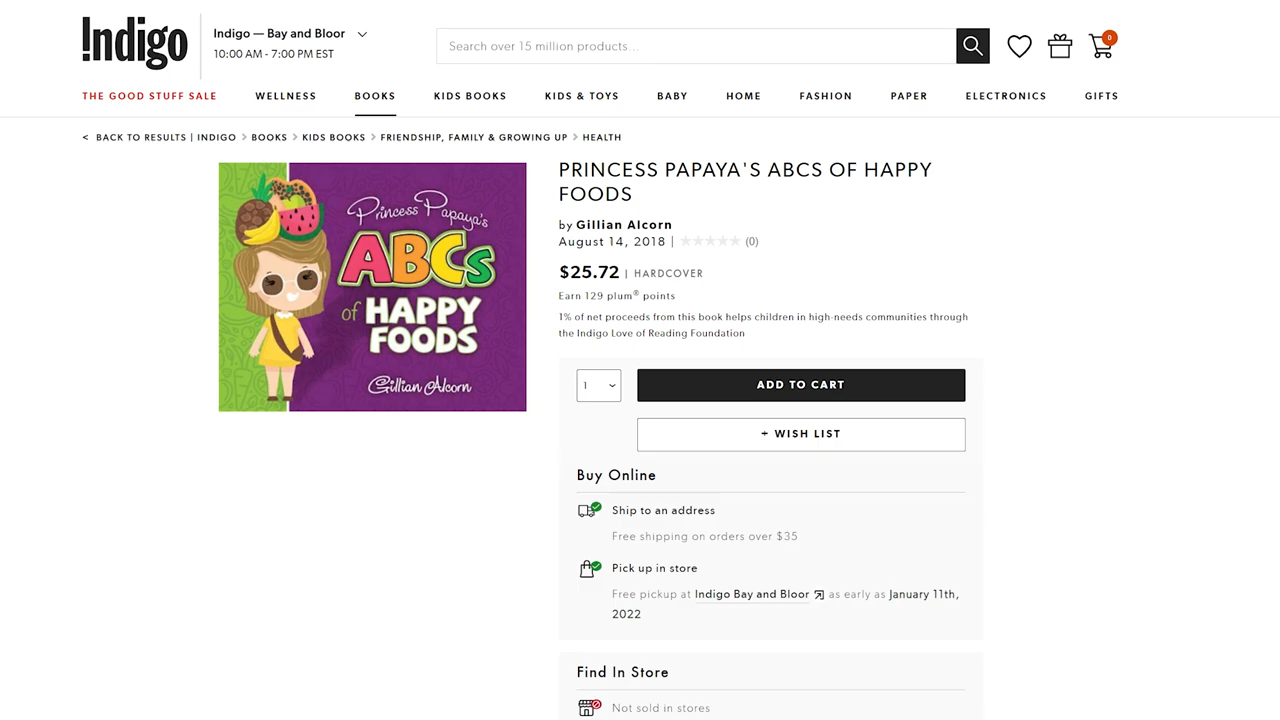 !ndigo
Indigo — Bay and Bloor
10:00 AM - 7:00 PM EST
Search over 15 million products...
0
THE GOOD STUFF SALE WELLNESS BOOKS KIDS BOOKS KIDS & TOYS BABY HOME FASHION PAPER ELECTRONICS GIFTS
< BACK TO RESULTS | INDIGO > BOOKS > KIDS BOOKS > FRIENDSHIP, FAMILY & GROWING UP > HEALTH
Princess Papaya's
ABCs
of HAPPY
FOODS
Gillian Alcorn
PRINCESS PAPAYA'S ABCS OF HAPPY
FOODS
by Gillian Alcorn
August 14, 2018 | ★★★★★ (0)
$25.72 | HARDCOVER
Earn 129 plum® points
1% of net proceeds from this book helps children in high-needs communities through
the Indigo Love of Reading Foundation
1 ADD TO CART
+ WISH LIST
Buy Online
Ship to an address
Free shipping on orders over $35
Pick up in store
Free pickup at Indigo Bay and Bloor as early as January 11th,
2022
Find In Store
Not sold in stores